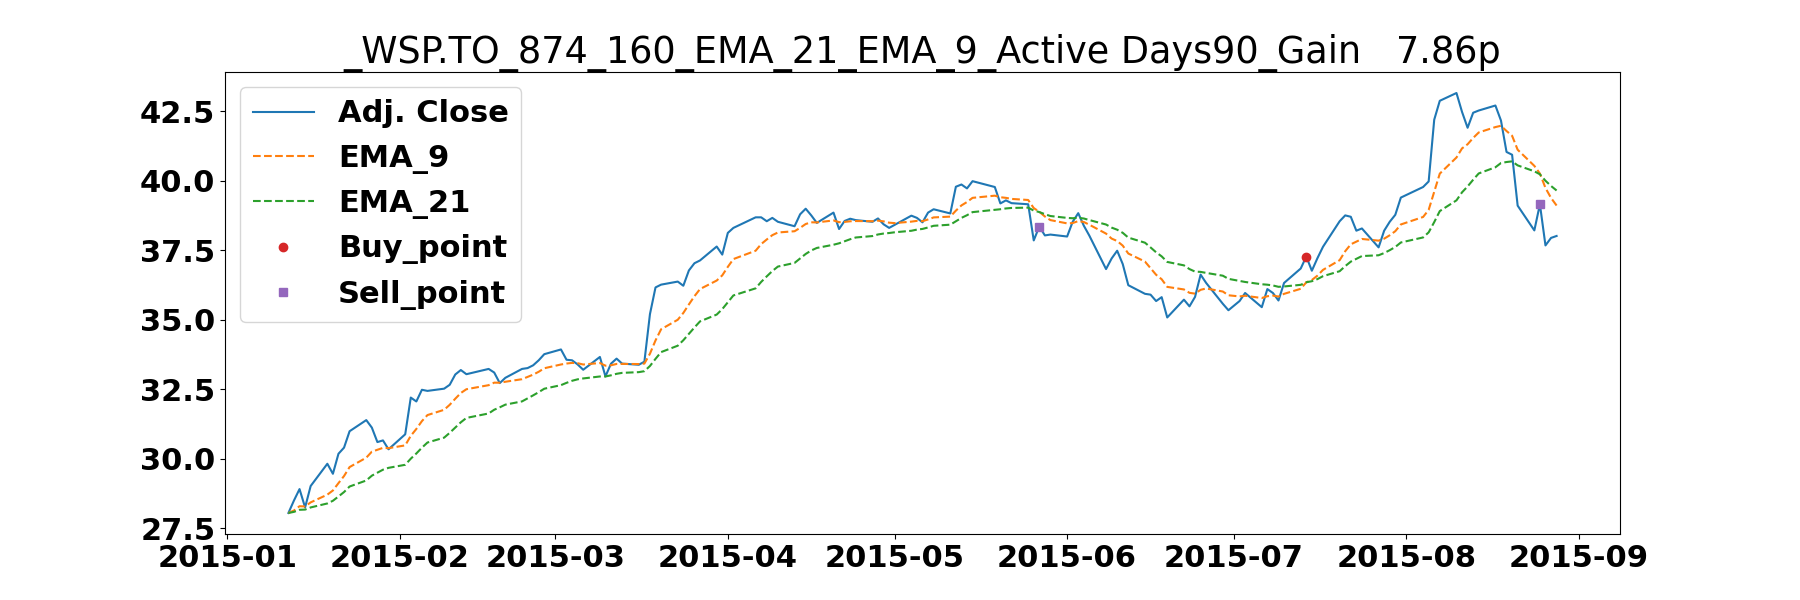 _WSP.TO_874_160_EMA_21_EMA_9_Active Days90_Gain   7.86p
Adj. Close
EMA_9
EMA_21
Buy_point
Sell_point
42.5
40.0
37.5
35.0
32.5
30.0
27.5
2015-01 2015-02 2015-03 2015-04 2015-05 2015-06 2015-07 2015-08 2015-09